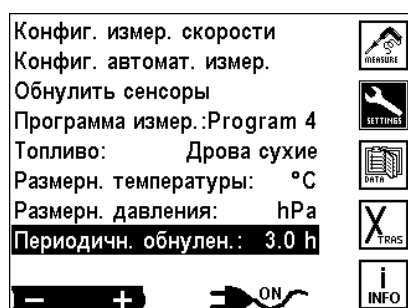 Конфиг. измер. скорости
Конфиг. автомат. измер.
Обнулить сенсоры
Программа измер.:Program 4
Топливо: Дрова сухие
Размерн. температуры: °C
Размерн. давления: hPa
Периодичн. обнулен.: 3.0 h
− + ON
MEASURE
SETTINGS
DATA
XTRAS
i
INFO